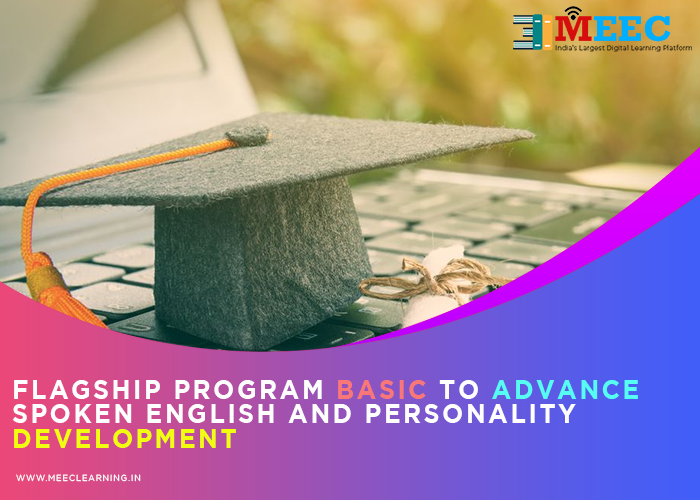 MEEC
India's Largest Digital Learning Platform
FLAGSHIP PROGRAM BASIC TO ADVANCE
SPOKEN ENGLISH AND PERSONALITY
DEVELOPMENT
WWW.MEECLEARNING.IN